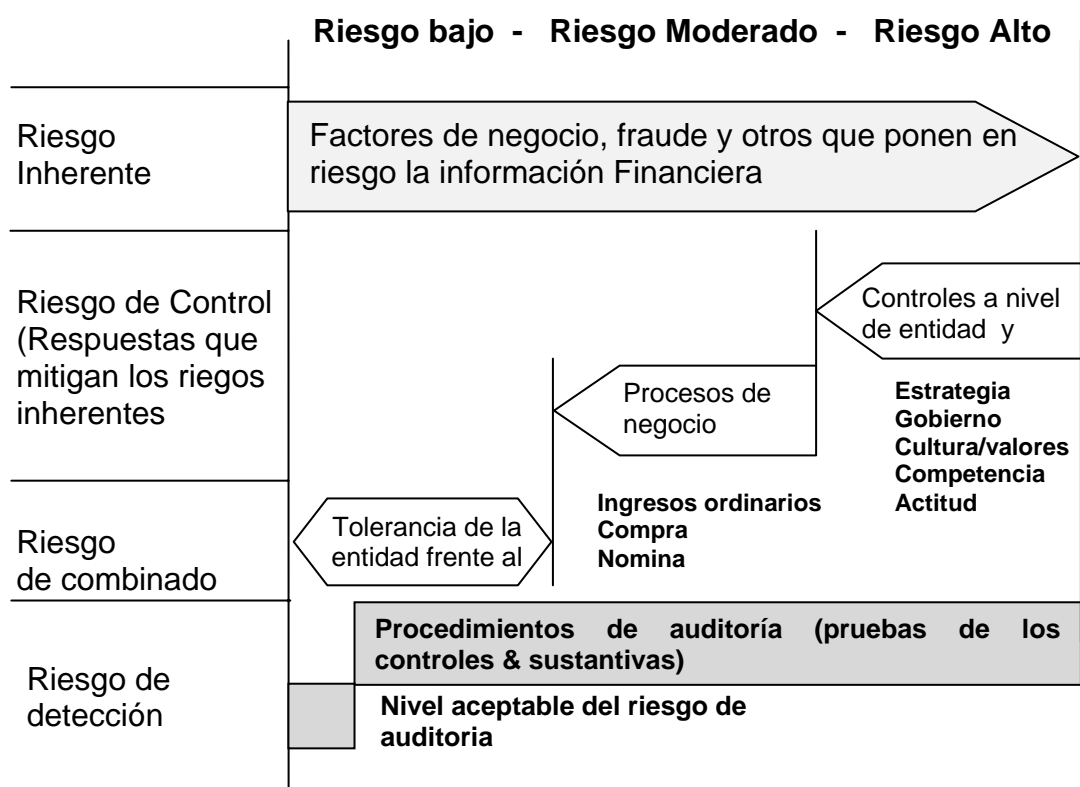 Riesgo bajo - Riesgo Moderado - Riesgo Alto
Riesgo
Inherente
Factores de negocio, fraude y otros que ponen en
riesgo la información Financiera
Riesgo de Control
(Respuestas que
mitigan los riegos
inherentes
Controles a nivel
de entidad y
Estrategia
Gobierno
Cultura/valores
Competencia
Actitud
Procesos de
negocio
Ingresos ordinarios
Compra
Nomina
Riesgo
de combinado
Tolerancia de la
entidad frente al
Riesgo de
detección
Procedimientos de auditoría (pruebas de los
controles & sustantivas)
Nivel aceptable del riesgo de
auditoria